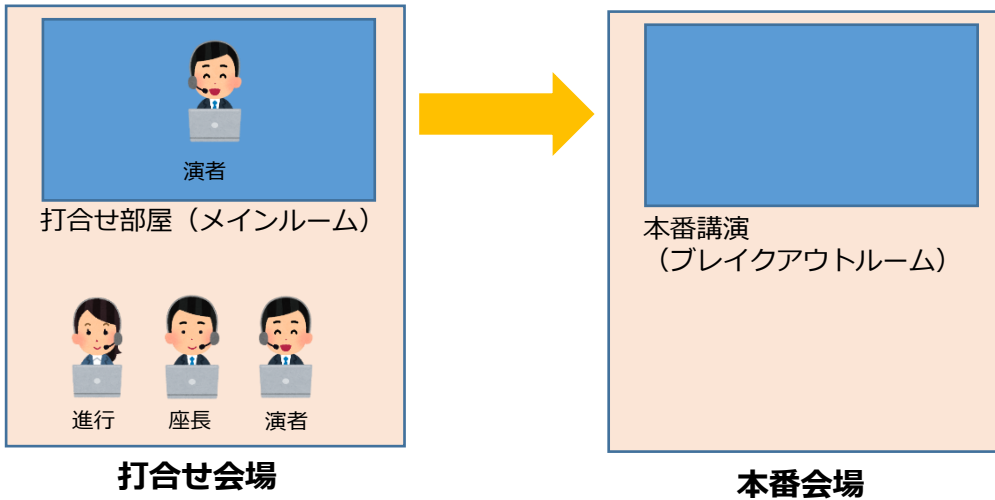 演者
打合せ部屋（メインルーム）
進行
座長
演者
打合せ会場
本番講演
（ブレイクアウトルーム）
本番会場